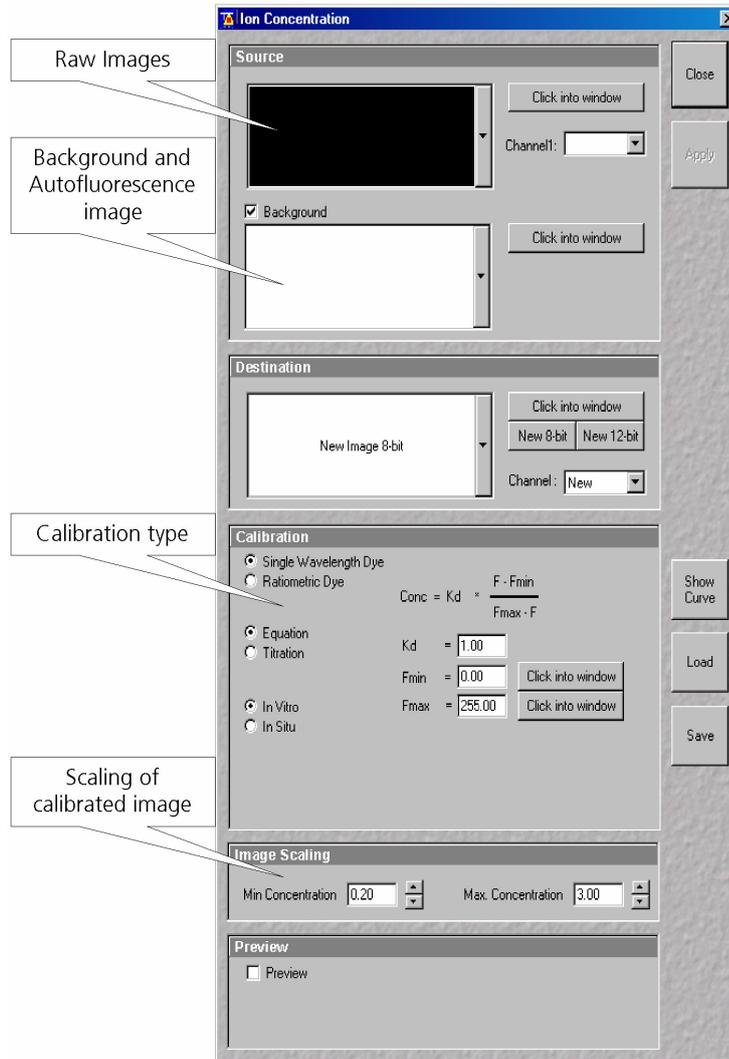 Ion Concentration
Raw Images
Source
Click into window
Close
Channel1:
Apply
Background and
Autofluorescence
image
Background
Click into window
Destination
Click into window
New Image 8-bit
New 8-bit New 12-bit
Channel : New
Calibration type
Calibration
Single Wavelength Dye
Ratiometric Dye
Conc = Kd * F - Fmin
Fmax - F
Show
Curve
Equation
Titration
Kd = 1.00
Fmin = 0.00 Click into window
Load
In Vitro
In Situ
Fmax = 255.00 Click into window
Save
Scaling of
calibrated image
Image Scaling
Min Concentration 0.20 Max. Concentration 3.00
Preview
Preview